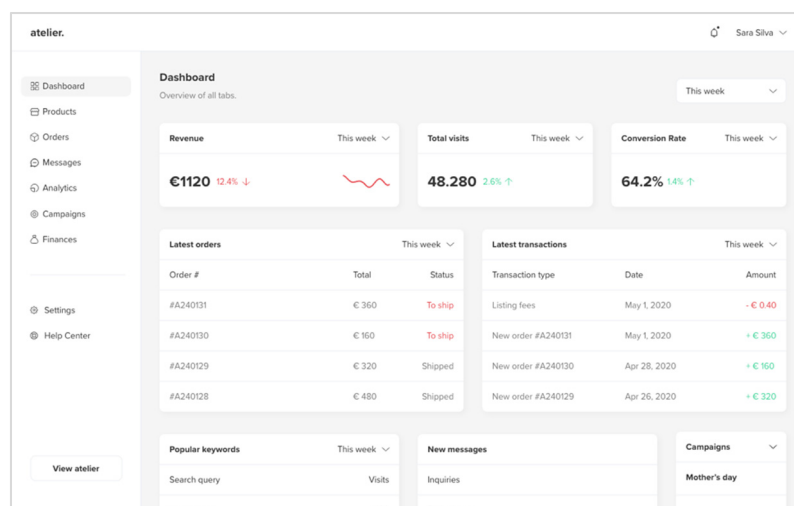 atelier.
Sara Silva
Dashboard
Products
Orders
Messages
Analytics
Campaigns
Finances
Settings
Help Center
View atelier
Dashboard
Overview of all tabs.
This week
Revenue This week
€1120 12.4% ↓
Total visits This week
48.280 2.6% ↑
Conversion Rate This week
64.2% 1.4% ↑
Latest orders This week
Order # Total Status
#A240131 € 360 To ship
#A240130 € 160 To ship
#A240129 € 320 Shipped
#A240128 € 480 Shipped
Latest transactions This week
Transaction type Date Amount
Listing fees May 1, 2020 - € 0.40
New order #A240131 May 1, 2020 + € 360
New order #A240130 Apr 28, 2020 + € 160
New order #A240129 Apr 26, 2020 + € 320
Popular keywords This week
Search query Visits
New messages
Inquiries
Campaigns
Mother's day